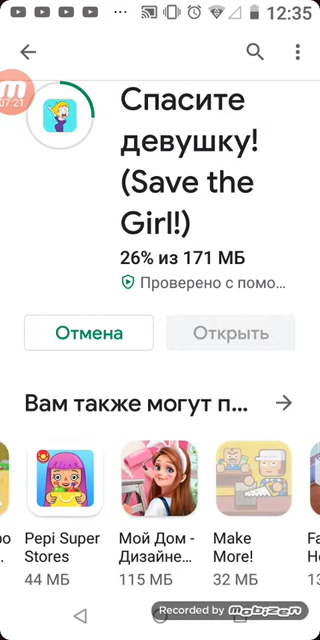 12:35
07:21
Спасите
девушку!
(Save the
Girl!)
26% из 171 МБ
Проверено с помо...
Отмена
Открыть
Вам также могут п...
Pepi Super
Stores
44 МБ
Мой Дом -
Дизайне...
115 МБ
Make
More!
32 МБ
Recorded by mobizen